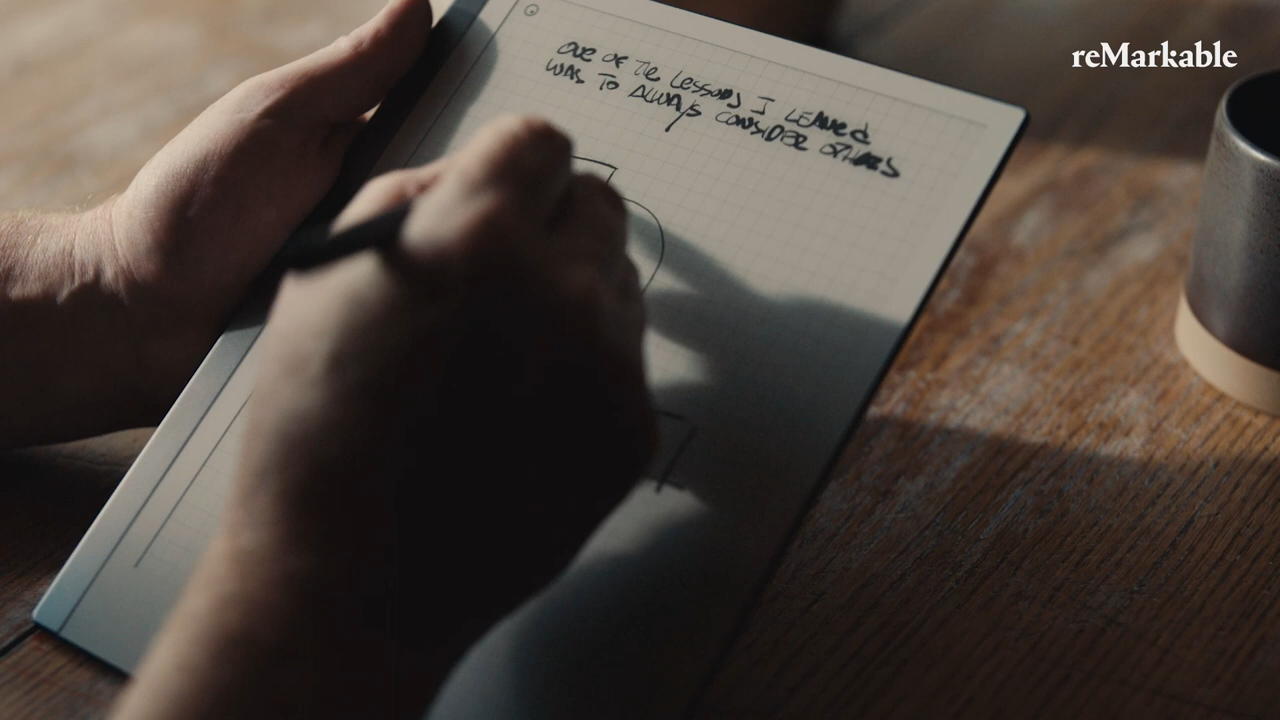 reMarkable
ONE OF THE LESSONS I LEARNED
WAS TO ALWAYS CONSIDER OTHERS